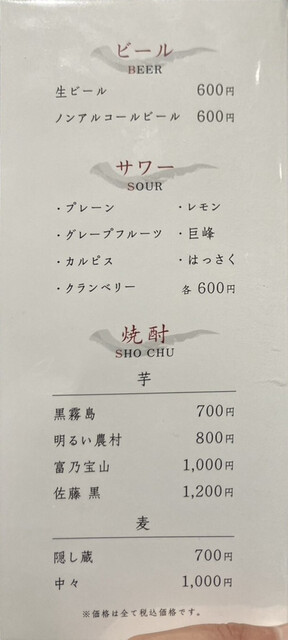 ビール
BEER
生ビール 600円
ノンアルコールビール 600円
サワー
SOUR
・プレーン ・レモン
・グレープフルーツ ・巨峰
・カルピス ・はっさく
・クランベリー 各 600円
焼酎
SHO CHU
芋
黒霧島 700円
明るい農村 800円
富乃宝山 1,000円
佐藤 黒 1,200円
麦
隠し蔵 700円
中々 1,000円
※価格は全て税込価格です。